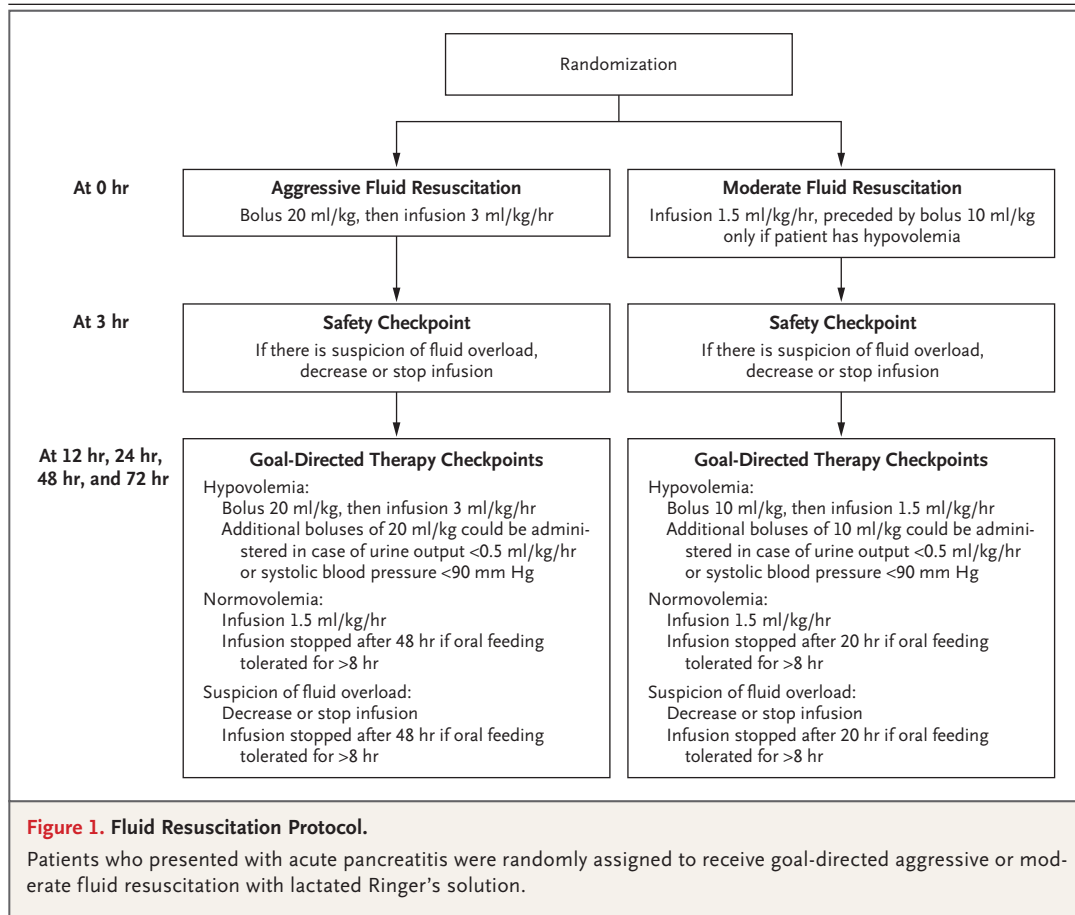 Randomization
At 0 hr
Aggressive Fluid Resuscitation
Bolus 20 ml/kg, then infusion 3 ml/kg/hr
Moderate Fluid Resuscitation
Infusion 1.5 ml/kg/hr, preceded by bolus 10 ml/kg
only if patient has hypovolemia
At 3 hr
Safety Checkpoint
If there is suspicion of fluid overload,
decrease or stop infusion
Safety Checkpoint
If there is suspicion of fluid overload,
decrease or stop infusion
At 12 hr, 24 hr,
48 hr, and 72 hr
Goal-Directed Therapy Checkpoints
Hypovolemia:
Bolus 20 ml/kg, then infusion 3 ml/kg/hr
Additional boluses of 20 ml/kg could be admini-
stered in case of urine output <0.5 ml/kg/hr
or systolic blood pressure <90 mm Hg
Normovolemia:
Infusion 1.5 ml/kg/hr
Infusion stopped after 48 hr if oral feeding
tolerated for >8 hr
Suspicion of fluid overload:
Decrease or stop infusion
Infusion stopped after 48 hr if oral feeding
tolerated for >8 hr
Goal-Directed Therapy Checkpoints
Hypovolemia:
Bolus 10 ml/kg, then infusion 1.5 ml/kg/hr
Additional boluses of 10 ml/kg could be admini-
stered in case of urine output <0.5 ml/kg/hr
or systolic blood pressure <90 mm Hg
Normovolemia:
Infusion 1.5 ml/kg/hr
Infusion stopped after 20 hr if oral feeding
tolerated for >8 hr
Suspicion of fluid overload:
Decrease or stop infusion
Infusion stopped after 20 hr if oral feeding
tolerated for >8 hr
Figure 1. Fluid Resuscitation Protocol.
Patients who presented with acute pancreatitis were randomly assigned to receive goal-directed aggressive or mod-
erate fluid resuscitation with lactated Ringer's solution.